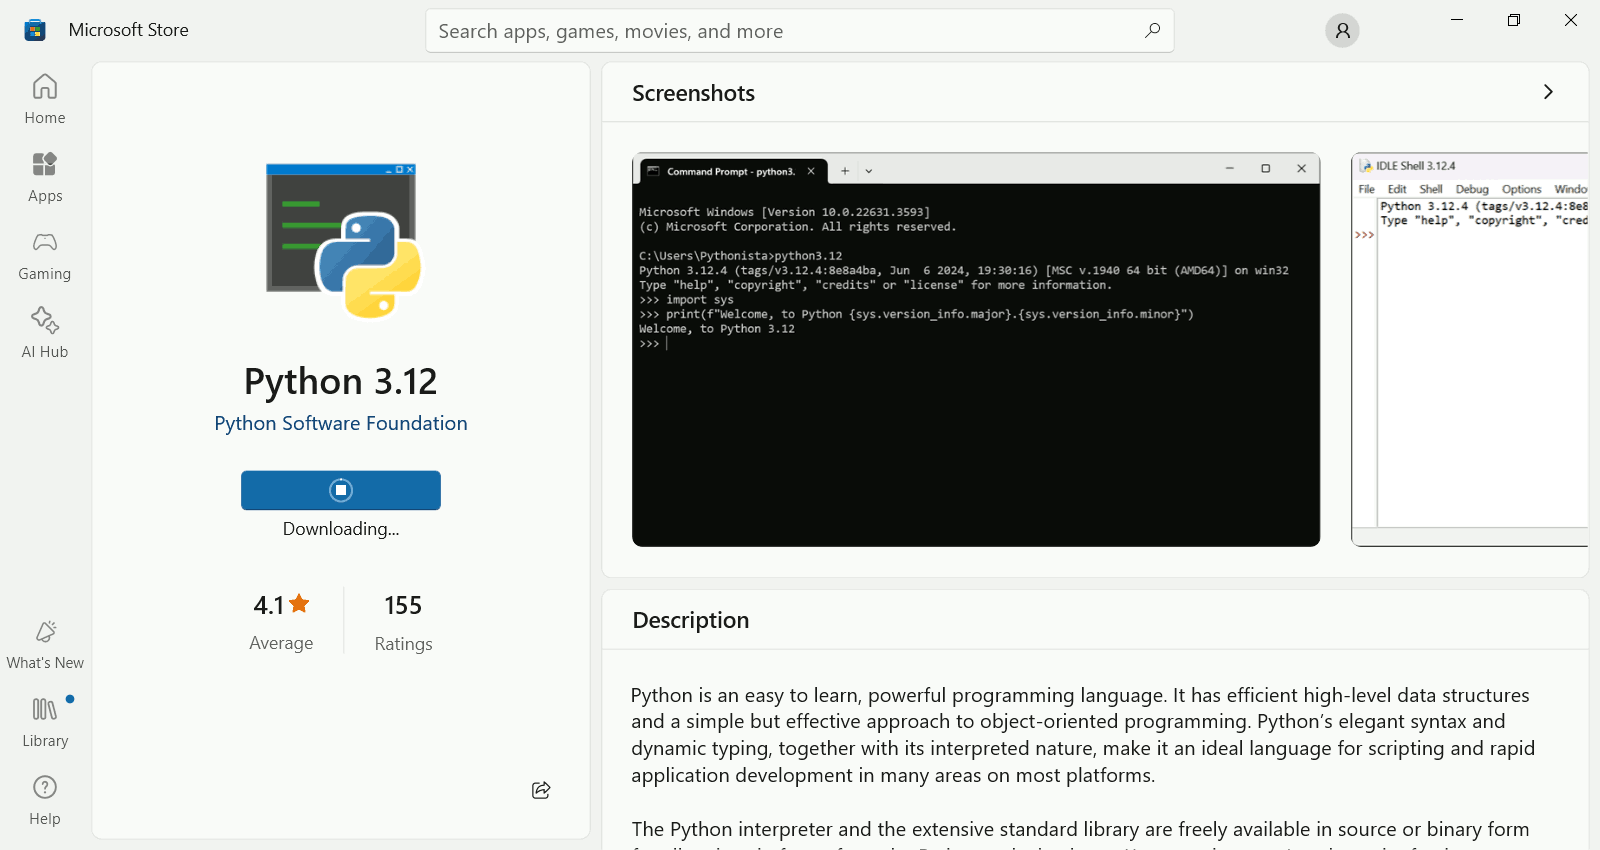 Microsoft Store
Search apps, games, movies, and more
Home
Apps
Gaming
AI Hub
What's New
Library
Help
Python 3.12
Python Software Foundation
Downloading...
4.1
Average
155
Ratings
Screenshots
Command Prompt - python3.
Microsoft Windows [Version 10.0.22631.3593]
(c) Microsoft Corporation. All rights reserved.
C:\Users\Pythonista>python3.12
Python 3.12.4 (tags/v3.12.4:8e8a4ba, Jun  6 2024, 19:30:16) [MSC v.1940 64 bit (AMD64)] on win32
Type "help", "copyright", "credits" or "license" for more information.
>>> import sys
>>> print(f"Welcome, to Python {sys.version_info.major}.{sys.version_info.minor}")
Welcome, to Python 3.12
>>>
IDLE Shell 3.12.4
File Edit Shell Debug Options Windo
Python 3.12.4 (tags/v3.12.4:8e8
Type "help", "copyright", "cred
>>>
Description
Python is an easy to learn, powerful programming language. It has efficient high-level data structures
and a simple but effective approach to object-oriented programming. Python’s elegant syntax and
dynamic typing, together with its interpreted nature, make it an ideal language for scripting and rapid
application development in many areas on most platforms.
The Python interpreter and the extensive standard library are freely available in source or binary form